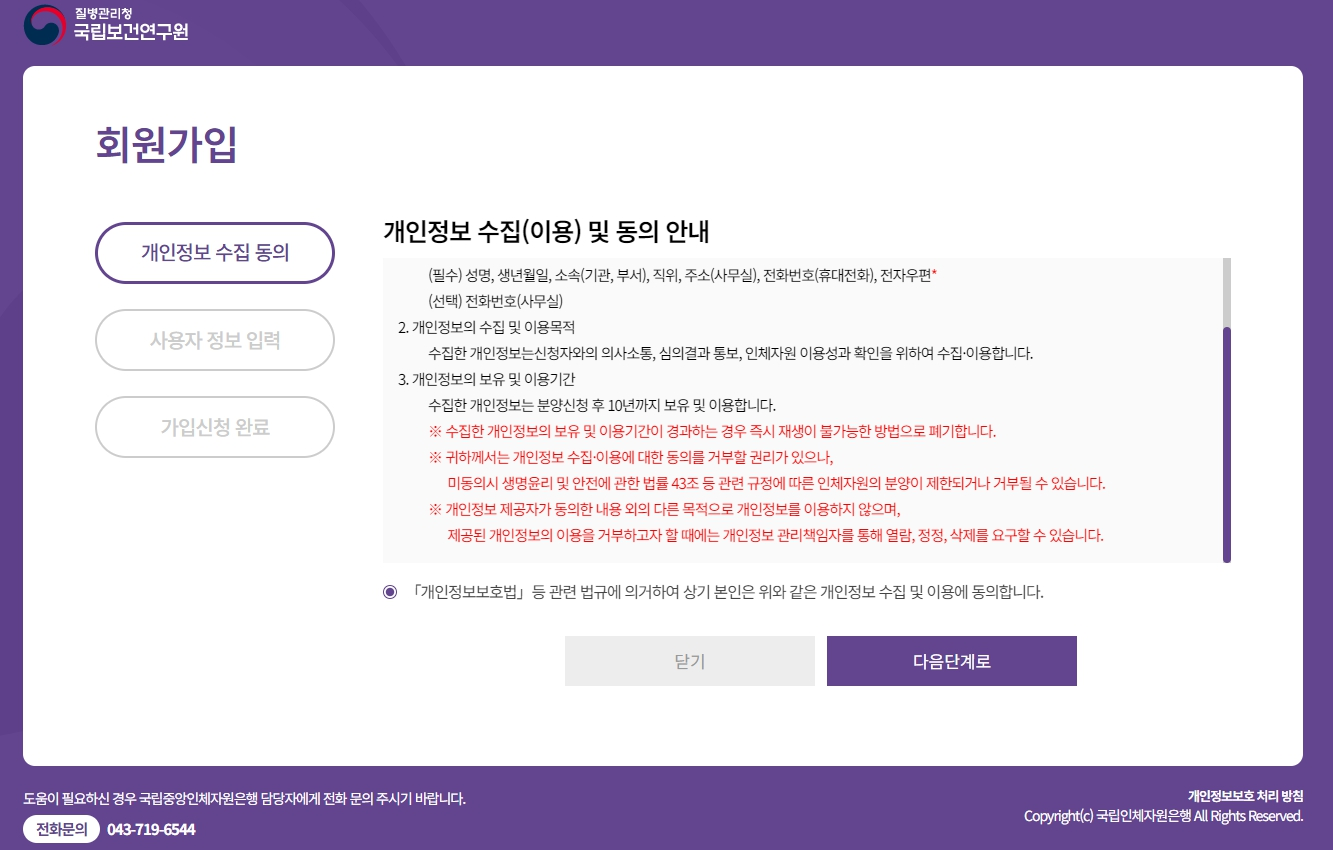 질병관리청
국립보건연구원
회원가입
개인정보 수집 동의
사용자 정보 입력
가입신청 완료
개인정보 수집(이용) 및 동의 안내
(필수) 성명, 생년월일, 소속(기관, 부서), 직위, 주소(사무실), 전화번호(휴대전화), 전자우편*
(선택) 전화번호(사무실)
2. 개인정보의 수집 및 이용목적
수집한 개인정보는신청자와의 의사소통, 심의결과 통보, 인체자원 이용성과 확인을 위하여 수집·이용합니다.
3. 개인정보의 보유 및 이용기간
수집한 개인정보는 분양신청 후 10년까지 보유 및 이용합니다.
※ 수집한 개인정보의 보유 및 이용기간이 경과하는 경우 즉시 재생이 불가능한 방법으로 폐기합니다.
※ 귀하께서는 개인정보 수집·이용에 대한 동의를 거부할 권리가 있으나,
미동의시 생명윤리 및 안전에 관한 법률 43조 등 관련 규정에 따른 인체자원의 분양이 제한되거나 거부될 수 있습니다.
※ 개인정보 제공자가 동의한 내용 외의 다른 목적으로 개인정보를 이용하지 않으며,
제공된 개인정보의 이용을 거부하고자 할 때에는 개인정보 관리책임자를 통해 열람, 정정, 삭제를 요구할 수 있습니다.
「개인정보보호법」 등 관련 법규에 의거하여 상기 본인은 위와 같은 개인정보 수집 및 이용에 동의합니다.
닫기
다음단계로
도움이 필요하신 경우 국립중앙인체자원은행 담당자에게 전화 문의 주시기 바랍니다.
전화문의 043-719-6544
개인정보보호 처리 방침
Copyright(c) 국립인체자원은행 All Rights Reserved.